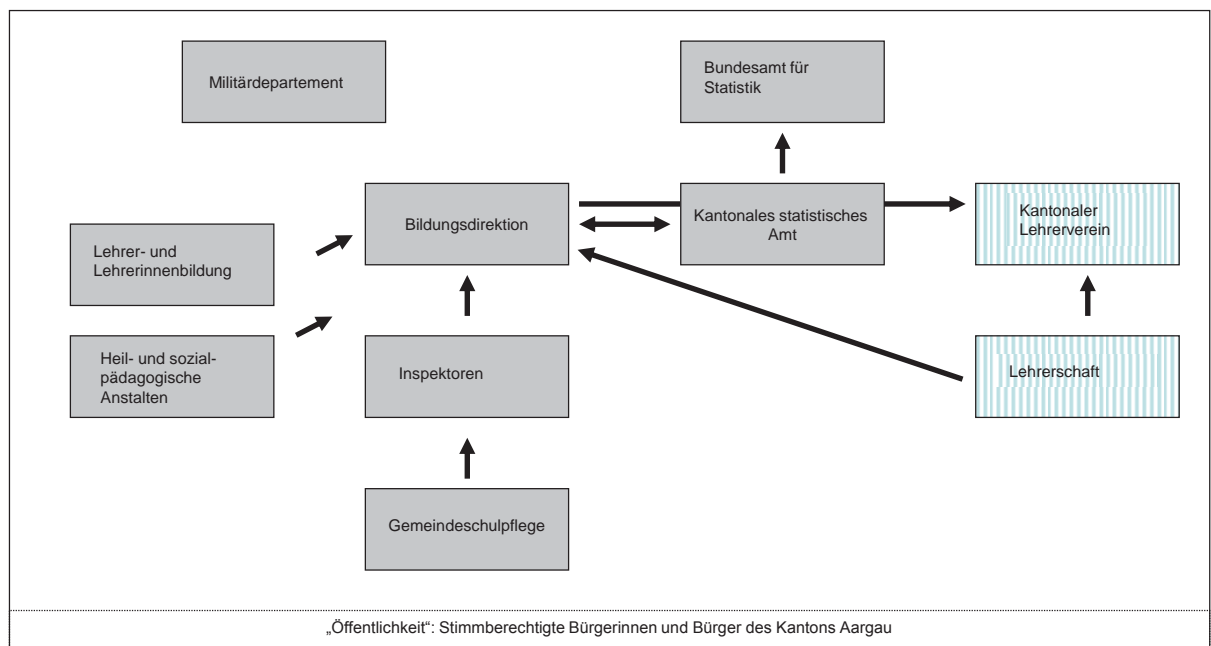 Militärdepartement
Bundesamt für
Statistik
Bildungsdirektion
Kantonales statistisches
Amt
Kantonaler
Lehrerverein
Lehrer- und
Lehrerinnenbildung
Heil- und sozial-
pädagogische
Anstalten
Inspektoren
Lehrerschaft
Gemeindeschulpflege
„Öffentlichkeit“: Stimmberechtigte Bürgerinnen und Bürger des Kantons Aargau